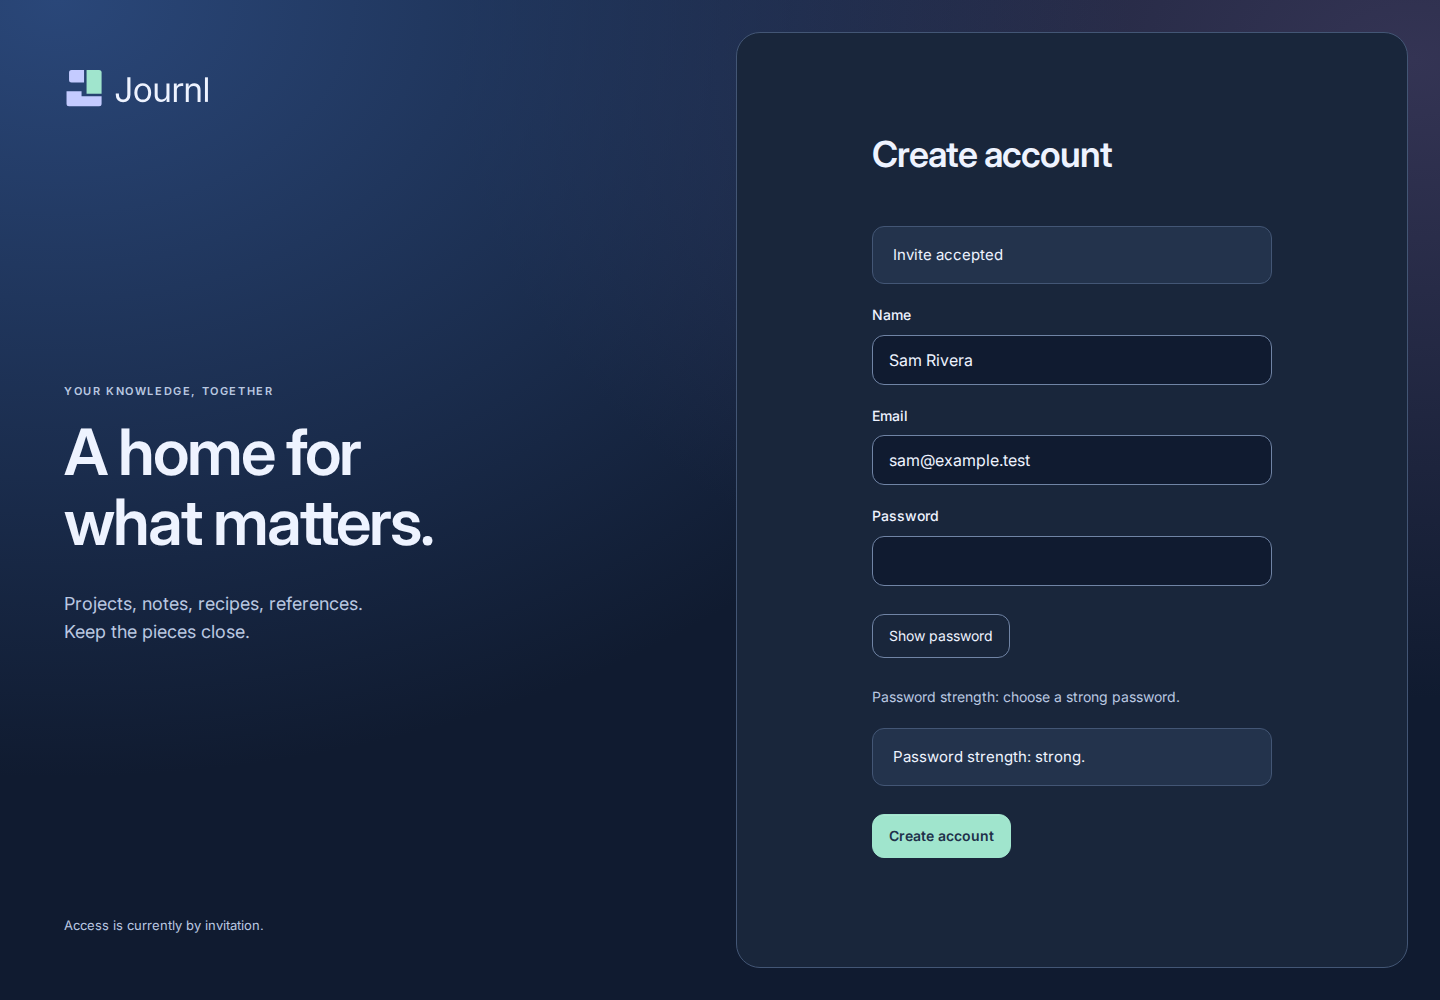 Journl
YOUR KNOWLEDGE, TOGETHER
A home for
what matters.
Projects, notes, recipes, references.
Keep the pieces close.
Access is currently by invitation.
Create account
Invite accepted
Name
Sam Rivera
Email
sam@example.test
Password
Show password
Password strength: choose a strong password.
Password strength: strong.
Create account